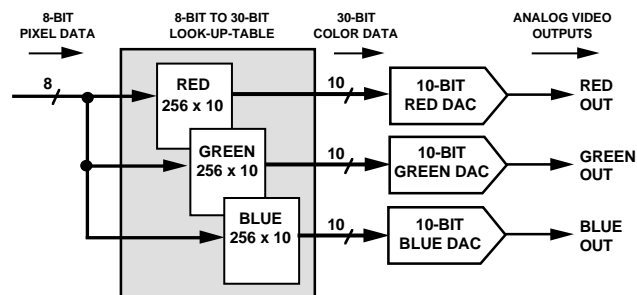 8-BIT
PIXEL DATA
8-BIT TO 30-BIT
LOOK-UP-TABLE
30-BIT
COLOR DATA
ANALOG VIDEO
OUTPUTS
8
RED
256 x 10
10
10-BIT
RED DAC
RED
OUT
GREEN
256 x 10
10
10-BIT
GREEN DAC
GREEN
OUT
BLUE
256 x 10
10
10-BIT
BLUE DAC
BLUE
OUT